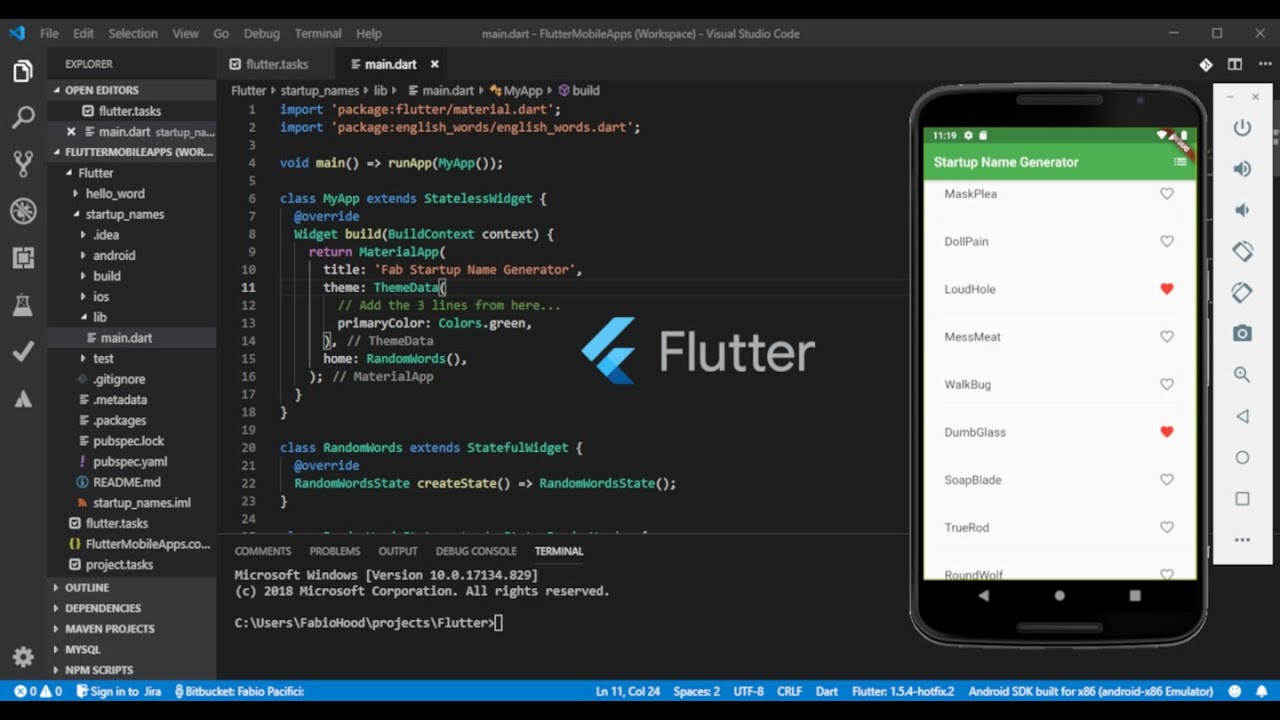 File Edit Selection View Go Debug Terminal Help
main.dart - FlutterMobileApps (Workspace) - Visual Studio Code
EXPLORER
OPEN EDITORS
flutter.tasks
main.dart startup_na...
FLUTTERMOBILEAPPS (WOR...
Flutter
hello_word
startup_names
.idea
android
build
ios
lib
main.dart
test
.gitignore
.metadata
.packages
pubspec.lock
pubspec.yaml
README.md
startup_names.iml
flutter.tasks
FlutterMobileApps.co...
project.tasks
OUTLINE
DEPENDENCIES
MAVEN PROJECTS
MYSQL
NPM SCRIPTS
flutter.tasks
main.dart
Flutter startup_names lib main.dart MyApp build
1 import 'package:flutter/material.dart';
2 import 'package:english_words/english_words.dart';
3
4 void main() => runApp(MyApp());
5
6 class MyApp extends StatelessWidget {
7 @override
8 Widget build(BuildContext context) {
9 return MaterialApp(
10 title: 'Fab Startup Name Generator',
11 theme: ThemeData(
12 // Add the 3 lines from here...
13 primaryColor: Colors.green,
14 ), // ThemeData
15 home: RandomWords(),
16 ); // MaterialApp
17 }
18 }
19
20 class RandomWords extends StatefulWidget {
21 @override
22 RandomWordsState createState() => RandomWordsState();
23 }
24
Flutter
COMMENTS PROBLEMS OUTPUT DEBUG CONSOLE TERMINAL
Microsoft Windows [Version 10.0.17134.829]
(c) 2018 Microsoft Corporation. All rights reserved.
C:\Users\FabioHood\projects\Flutter>
11:19
Startup Name Generator
MaskPlea
DollPain
LoudHole
MessMeat
WalkBug
DumbGlass
SoapBlade
TrueRod
RoundWolf
0 0 Sign in to Jira Bitbucket: Fabio Pacifici: Ln 11, Col 24 Spaces: 2 UTF-8 CRLF Dart Flutter: 1.5.4-hotfix.2 Android SDK built for x86 (android-x86 Emulator)